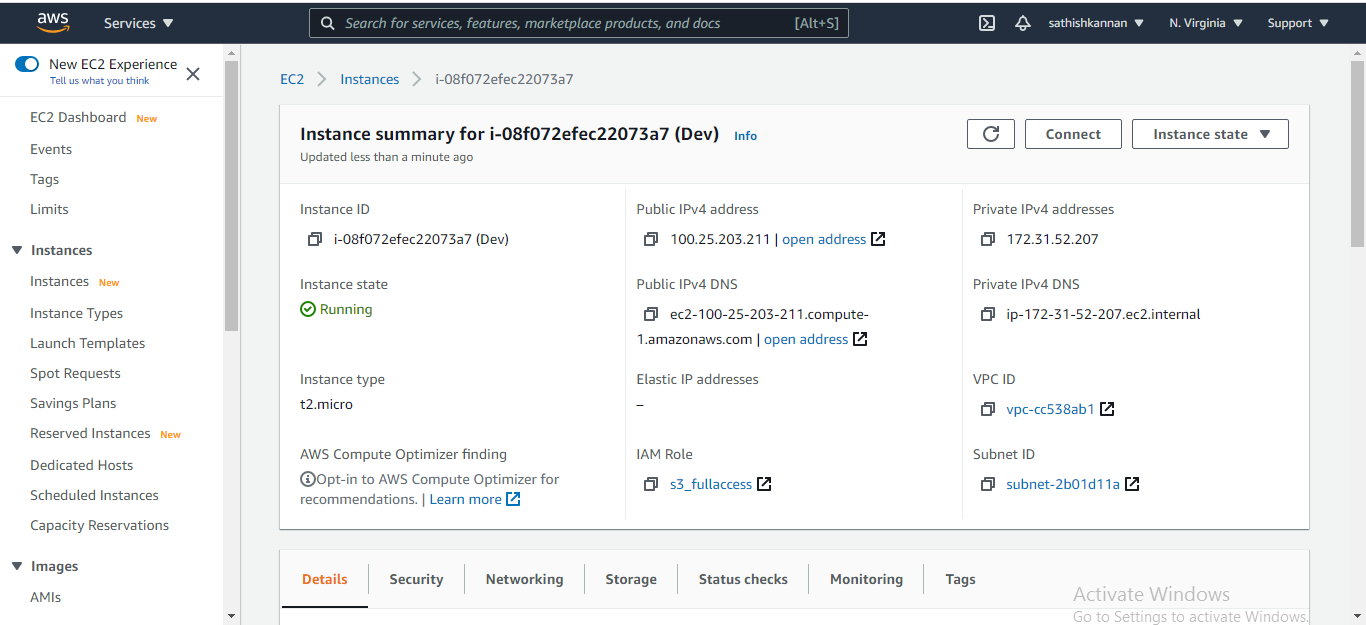 aws
Services
Search for services, features, marketplace products, and docs [Alt+S]
sathishkannan
N. Virginia
Support
New EC2 Experience
Tell us what you think
EC2 Dashboard New
Events
Tags
Limits
Instances
Instances New
Instance Types
Launch Templates
Spot Requests
Savings Plans
Reserved Instances New
Dedicated Hosts
Scheduled Instances
Capacity Reservations
Images
AMIs
EC2 > Instances > i-08f072efec22073a7
Instance summary for i-08f072efec22073a7 (Dev) Info
Updated less than a minute ago
Connect
Instance state
Instance ID
i-08f072efec22073a7 (Dev)
Public IPv4 address
100.25.203.211 | open address
Private IPv4 addresses
172.31.52.207
Instance state
Running
Public IPv4 DNS
ec2-100-25-203-211.compute-
1.amazonaws.com | open address
Private IPv4 DNS
ip-172-31-52-207.ec2.internal
Instance type
t2.micro
Elastic IP addresses
–
VPC ID
vpc-cc538ab1
AWS Compute Optimizer finding
Opt-in to AWS Compute Optimizer for
recommendations. | Learn more
IAM Role
s3_fullaccess
Subnet ID
subnet-2b01d11a
Details
Security
Networking
Storage
Status checks
Monitoring
Tags
Activate Windows
Go to Settings to activate Windows.